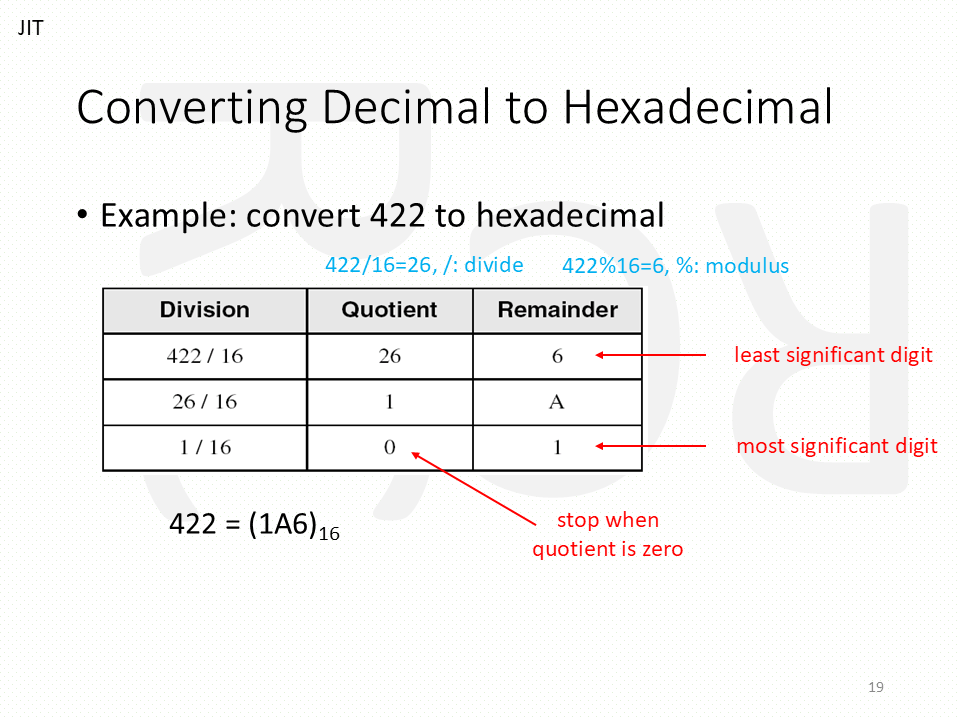 JIT
Converting Decimal to Hexadecimal
• Example: convert 422 to hexadecimal
422/16=26, /: divide 422%16=6, %: modulus
Division Quotient Remainder
422 / 16 26 6 least significant digit
26 / 16 1 A
1 / 16 0 1 most significant digit
422 = (1A6)16
stop when
quotient is zero
19